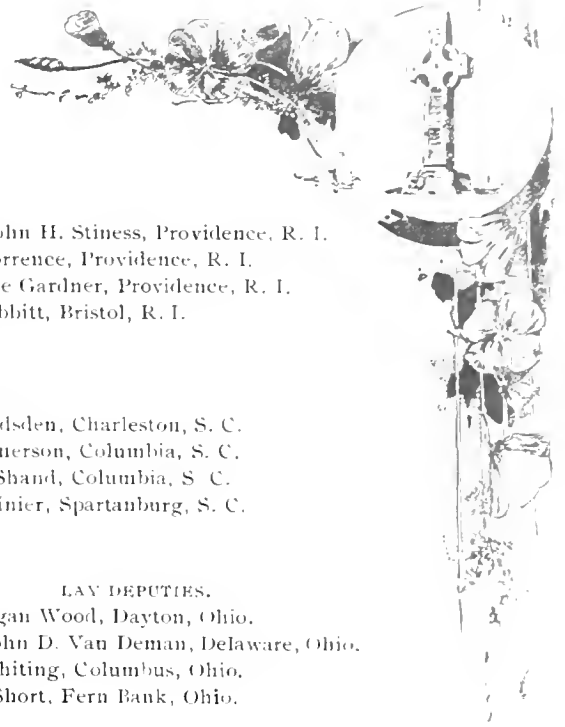 ohn H. Stiness, Providence, R. I.
orrence, Providence, R. I.
e Gardner, Providence, R. I.
bbitt, Bristol, R. I.
dsden, Charleston, S. C.
nerson, Columbia, S. C.
Shand, Columbia, S C.
inier, Spartanburg, S. C.
LAY DEPUTIES.
gan Wood, Dayton, Ohio.
ohn D. Van Deman, Delaware, Ohio.
hiting, Columbus, Ohio.
Short, Fern Bank, Ohio.